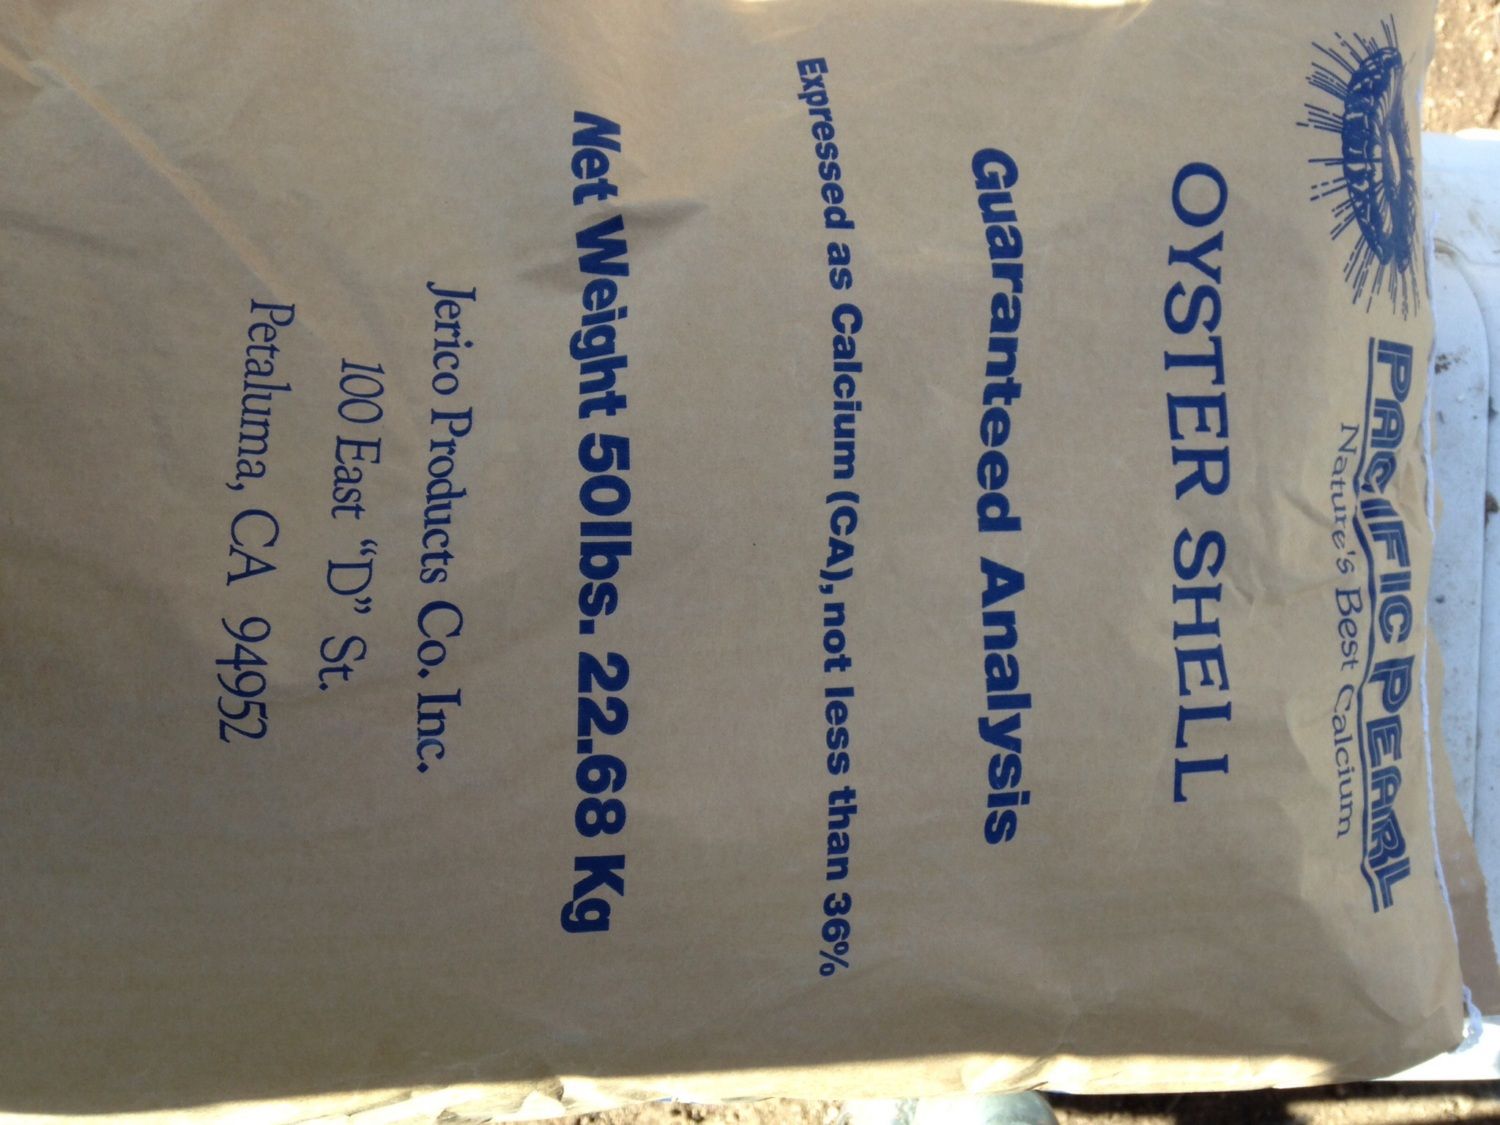 PACIFIC PEARL
Nature's Best Calcium
OYSTER SHELL
Guaranteed Analysis
Expressed as Calcium (CA), not less than 36%
Net Weight 50lbs. 22.68 Kg
Jerico Products Co. Inc.
100 East “D” St.
Petaluma, CA 94952